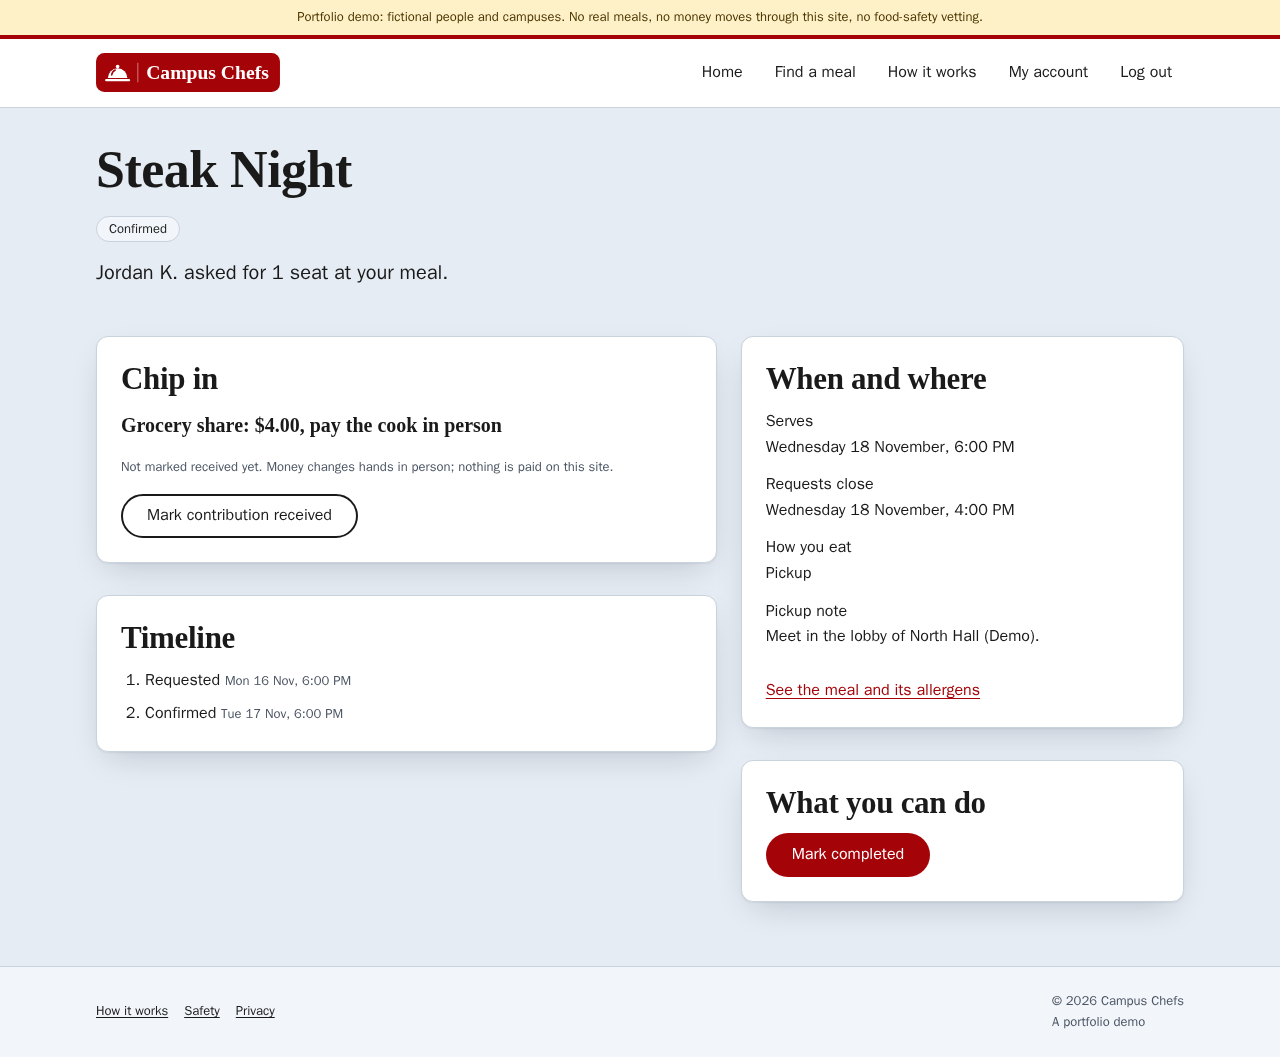 Portfolio demo: fictional people and campuses. No real meals, no money moves through this site, no food-safety vetting.
Campus Chefs
Home
Find a meal
How it works
My account
Log out
Steak Night
Confirmed
Jordan K. asked for 1 seat at your meal.
Chip in
Grocery share: $4.00, pay the cook in person
Not marked received yet. Money changes hands in person; nothing is paid on this site.
Mark contribution received
Timeline
1. Requested Mon 16 Nov, 6:00 PM
2. Confirmed Tue 17 Nov, 6:00 PM
When and where
Serves
Wednesday 18 November, 6:00 PM
Requests close
Wednesday 18 November, 4:00 PM
How you eat
Pickup
Pickup note
Meet in the lobby of North Hall (Demo).
See the meal and its allergens
What you can do
Mark completed
How it works
Safety
Privacy
© 2026 Campus Chefs
A portfolio demo